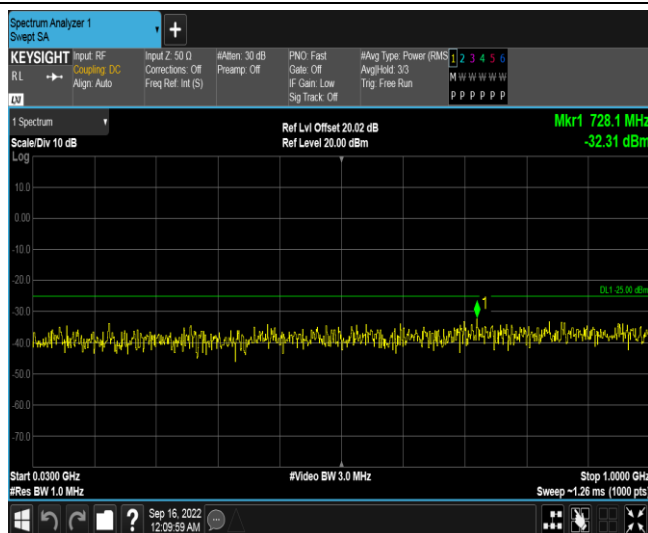 Spectrum Analyzer 1
Swept SA
KEYSIGHT
RL
Input: RF
Coupling: DC
Align: Auto
Input Z: 50 Ω
Corrections: Off
Freq Ref: Int (S)
#Atten: 30 dB
Preamp: Off
PNO: Fast
Gate: Off
IF Gain: Low
Sig Track: Off
#Avg Type: Power (RMS
Avg|Hold: 3/3
Trig: Free Run
1 2 3 4 5 6
M W W W W W
P P P P P P
LXI
1 Spectrum
Scale/Div 10 dB
Log
Ref Lvl Offset 20.02 dB
Ref Level 20.00 dBm
Mkr1 728.1 MHz
-32.31 dBm
10.0
0.00
-10.0
-20.0
DL1 -25.00 dBm
1
-30.0
-40.0
-50.0
-60.0
-70.0
Start 0.0300 GHz
#Res BW 1.0 MHz
#Video BW 3.0 MHz
Stop 1.0000 GHz
Sweep ~1.26 ms (1000 pts)
?
Sep 16, 2022
12:09:59 AM